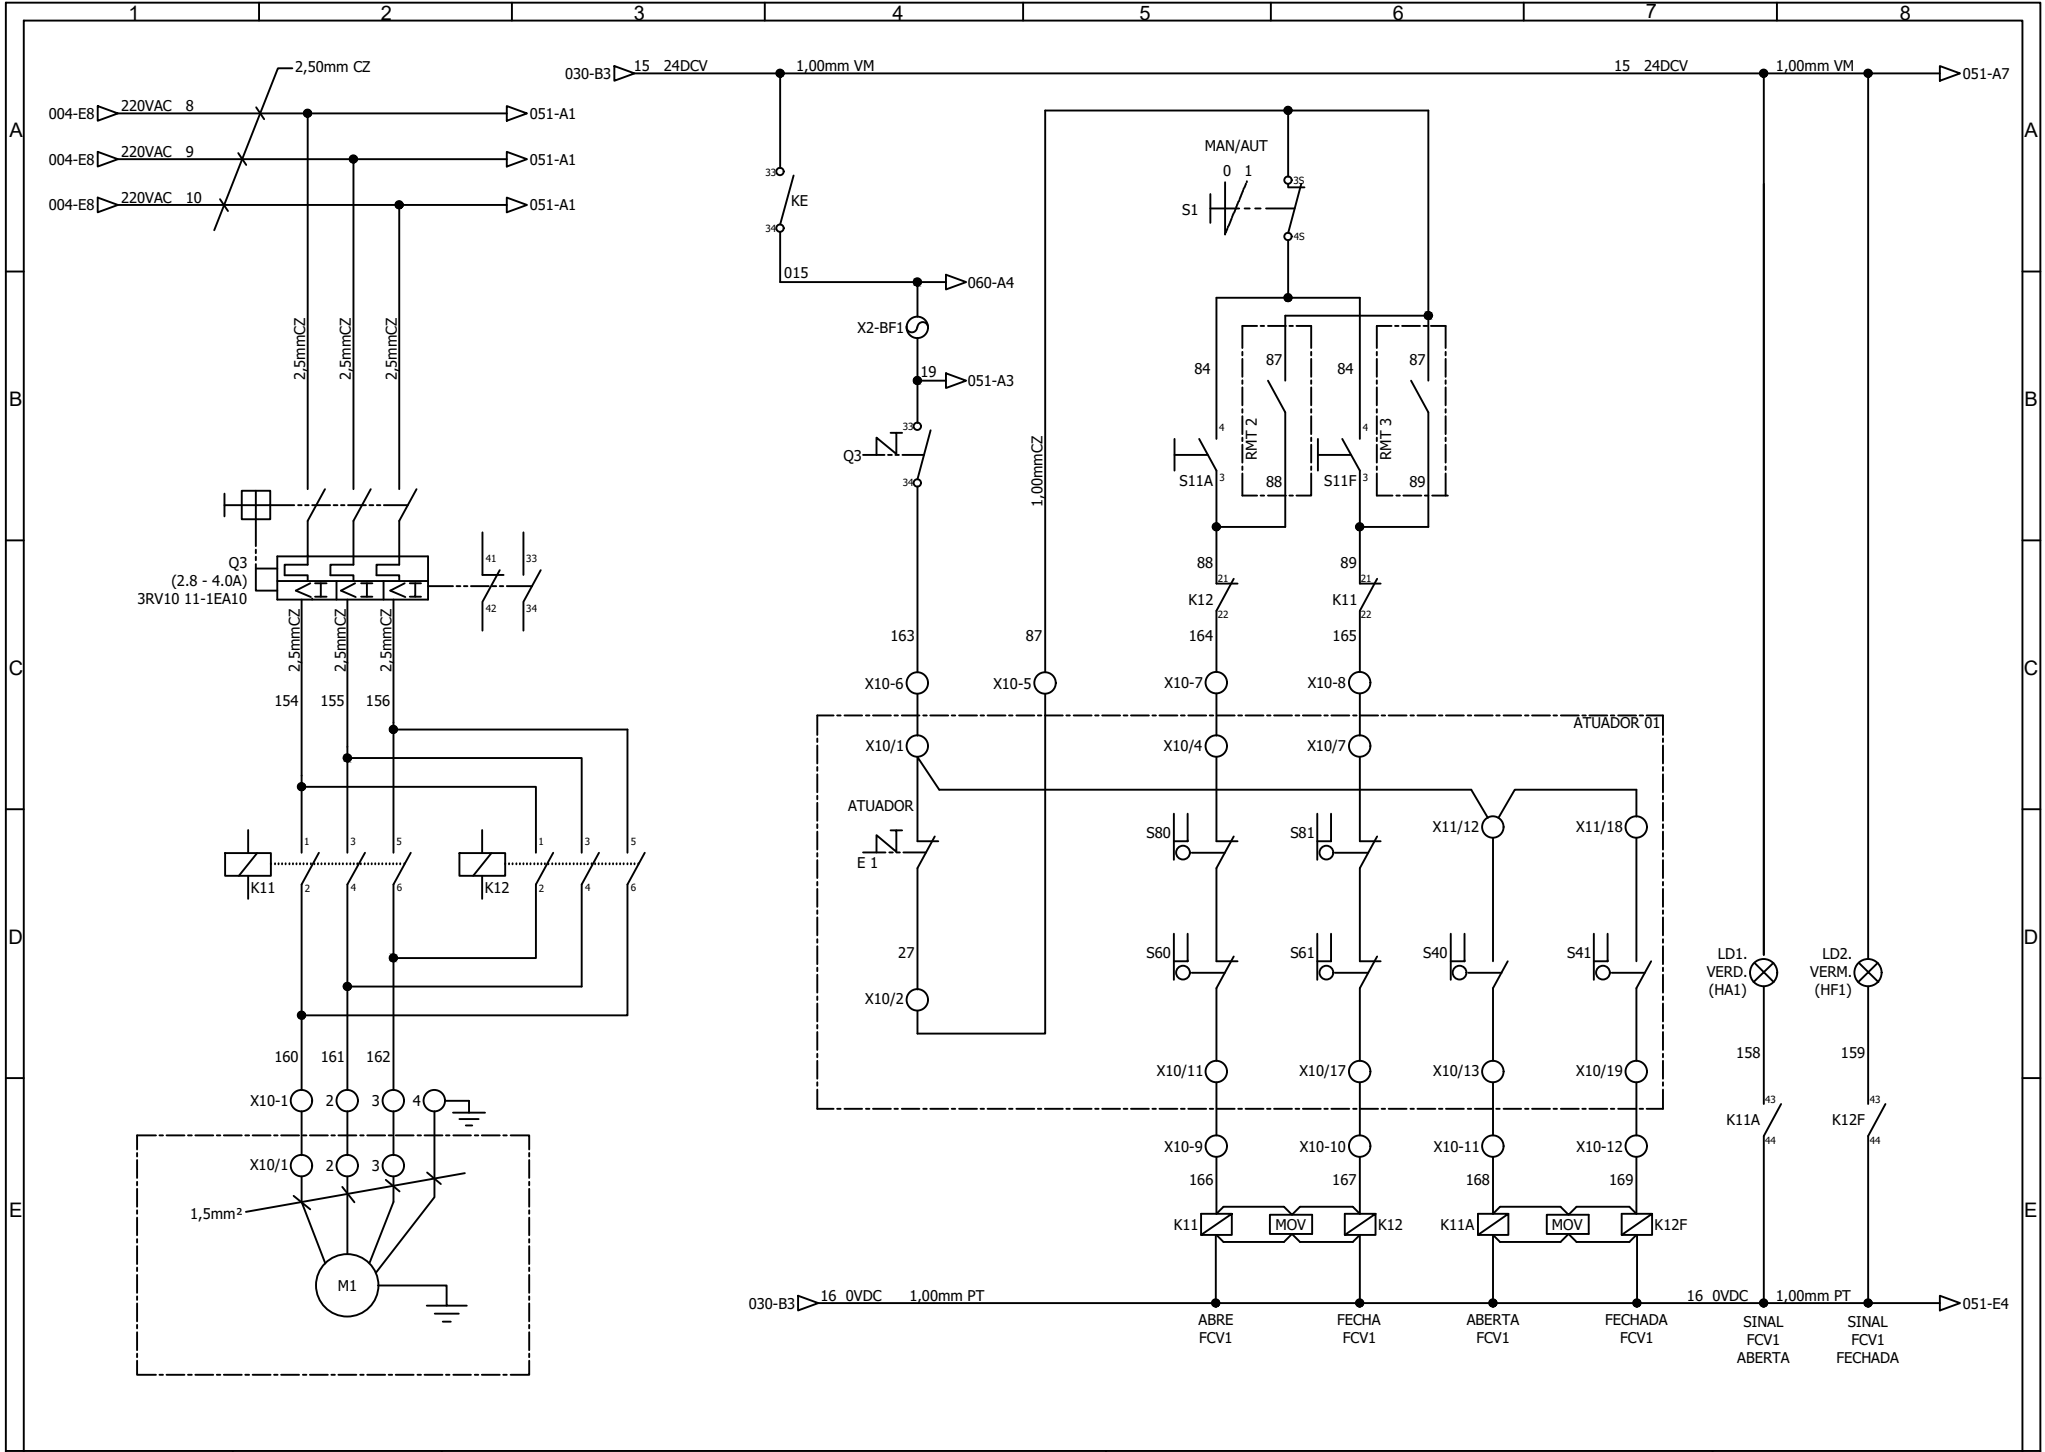 1 2 3 4 5 6 7 8
A A
B B
C C
D D
E E
2,50mm CZ
004-E8 220VAC 8 051-A1
004-E8 220VAC 9 051-A1
004-E8 220VAC 10 051-A1
2,5mmCZ 2,5mmCZ 2,5mmCZ
Q3
(2.8 - 4.0A)
3RV10 11-1EA10
41 33
42 34
2,5mmCZ 2,5mmCZ 2,5mmCZ
154 155 156
1 3 5 1 3 5
K11 K12
2 4 6 2 4 6
160 161 162
X10-1 2 3 4
X10/1 2 3
1,5mm²
M1
030-B3 15 24DCV 1,00mm VM 15 24DCV 1,00mm VM 051-A7
33
KE
34
015
060-A4
X2-BF1
19
051-A3
33
Q3
34
163
X10-6
X10/1
ATUADOR
E 1
27
X10/2
1,00mmCZ
87
X10-5
MAN/AUT
0 1
S1
3S
4S
84 87 84 87
4 4
RMT 2 RMT 3
S11A 3 88 S11F 3 89
88 89
21 21
K12 K11
22 22
164 165
X10-7 X10-8
ATUADOR 01
X10/4 X10/7
S80 S81 X11/12 X11/18
S60 S61 S40 S41
X10/11 X10/17 X10/13 X10/19
X10-9 X10-10 X10-11 X10-12
166 167 168 169
K11 MOV K12 K11A MOV K12F
LD1.
VERD.
(HA1)
LD2.
VERM.
(HF1)
158 159
43 43
K11A K12F
44 44
030-B3 16 0VDC 1,00mm PT 16 0VDC 1,00mm PT 051-E4
ABRE
FCV1
FECHA
FCV1
ABERTA
FCV1
FECHADA
FCV1
SINAL
FCV1
ABERTA
SINAL
FCV1
FECHADA